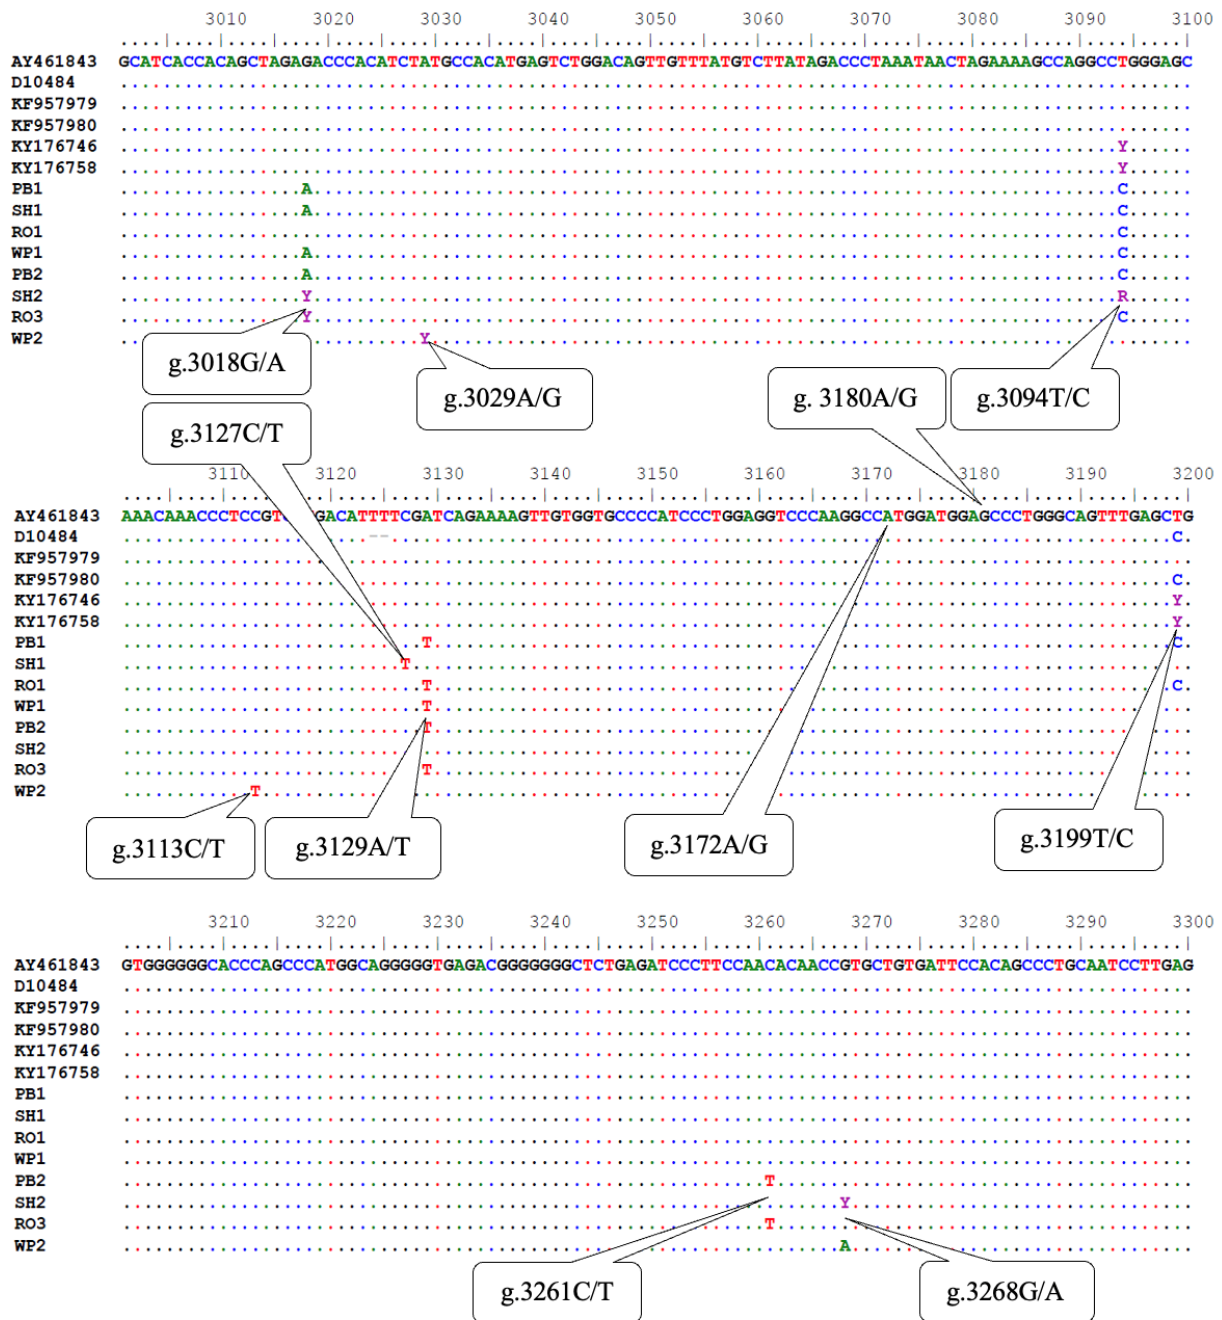 3010 3020 3030 3040 3050 3060 3070 3080 3090 3100
AY461843 GCATCACCACAGCTAGAGACCCACATCTATGCCACATGAGTCTGGACAGTTGTTTATGTCTTATAGACCCTAAATAACTAGAAAAGCCAGGCCTGGGAGC
D10484
KF957979
KF957980
KY176746 Y
KY176758 Y
PB1 A C
SH1 A C
RO1 C
WP1 A C
PB2 A C
SH2 Y R
RO3 Y C
WP2 Y
g.3018G/A
g.3029A/G
g. 3180A/G
g.3094T/C
g.3127C/T
3110 3120 3130 3140 3150 3160 3170 3180 3190 3200
AY461843 AAACAAACCCTCCGT GACATTTTCGATCAGAAAAGTTGTGGTGCCCCATCCCTGGAGGTCCCAAGGCCATGGATGGAGCCCTGGGCAGTTTGAGCTG
D10484 -- C
KF957979
KF957980 C
KY176746 Y
KY176758 Y
PB1 T C
SH1 T
RO1 T C
WP1 T
PB2 T
SH2
RO3 T
WP2 T
g.3113C/T
g.3129A/T
g.3172A/G
g.3199T/C
3210 3220 3230 3240 3250 3260 3270 3280 3290 3300
AY461843 GTGGGGGGCACCCAGCCCATGGCAGGGGGTGAGACGGGGGGGCTCTGAGATCCCTTCCAACACAACCGTGCTGTGATTCCACAGCCCTGCAATCCTTGAG
D10484
KF957979
KF957980
KY176746
KY176758
PB1
SH1
RO1
WP1
PB2 T
SH2 Y
RO3 T
WP2 A
g.3261C/T
g.3268G/A